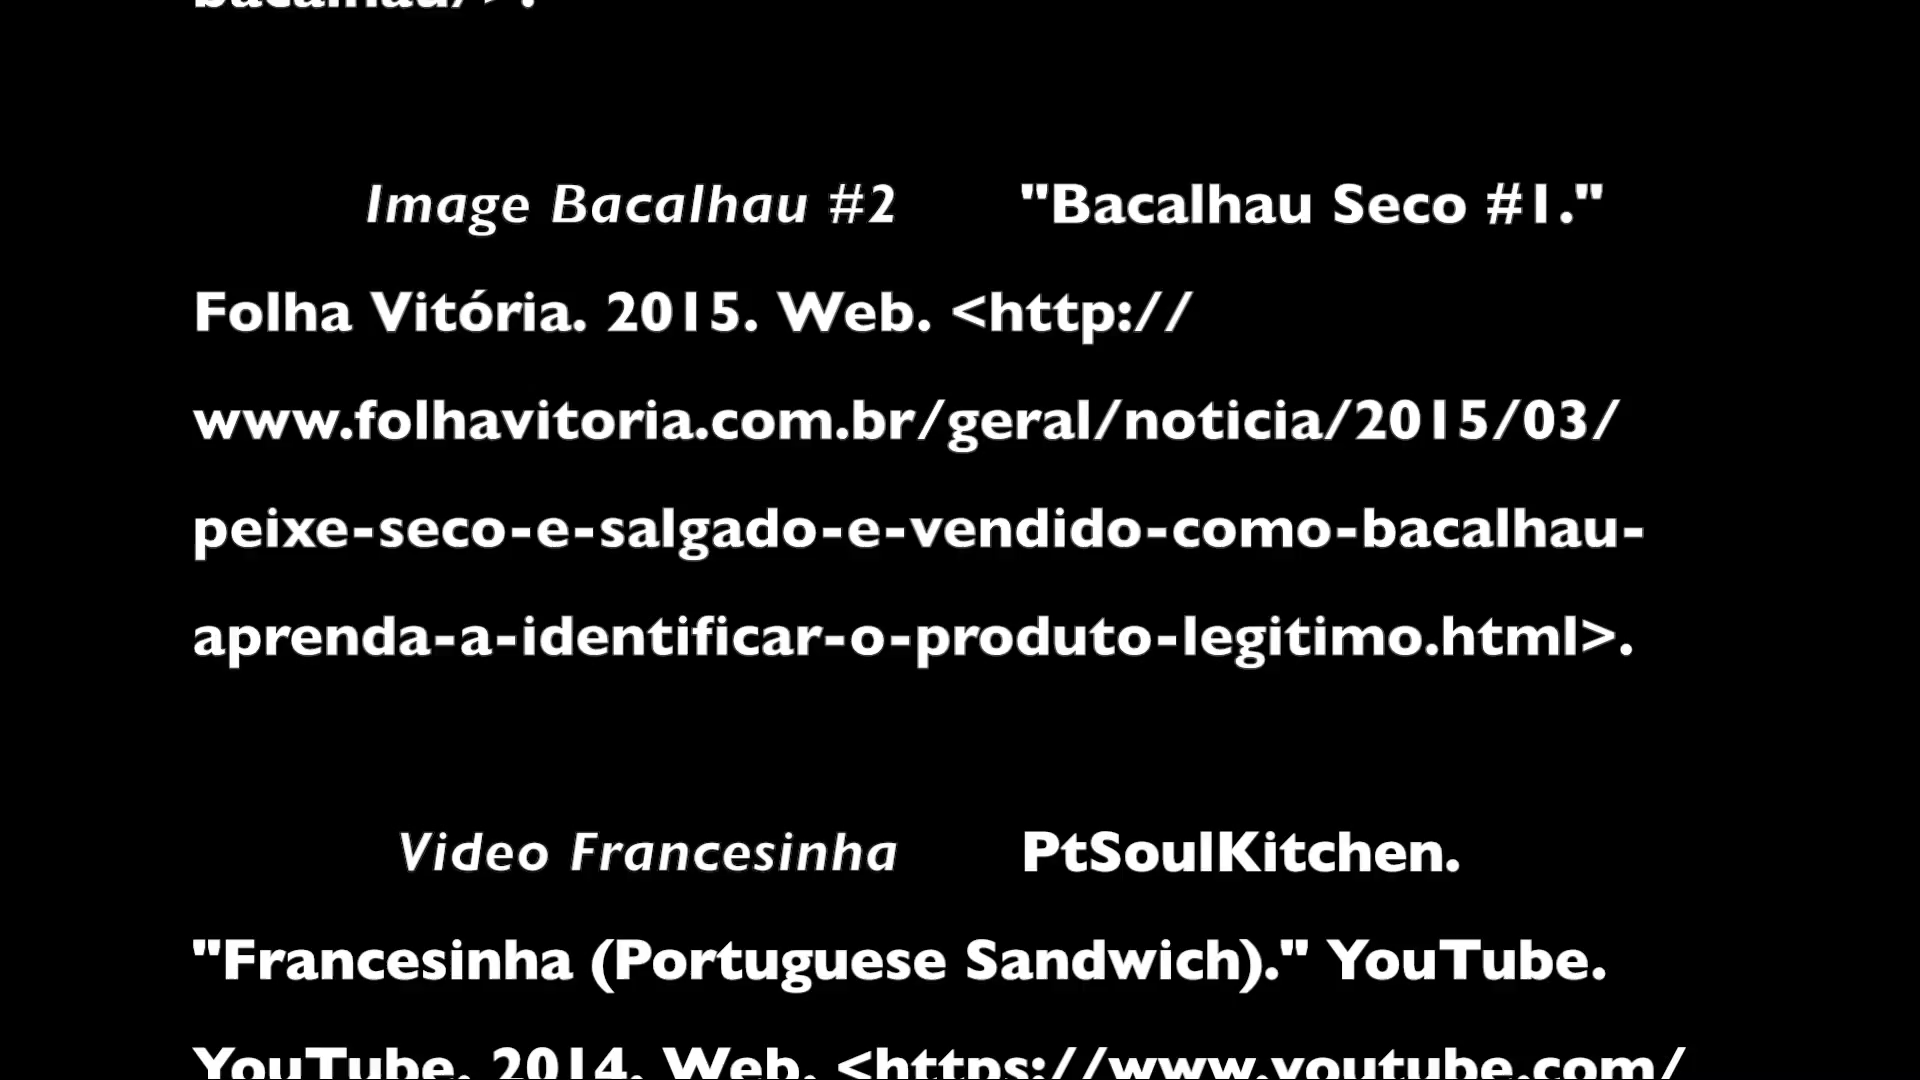 bacalhau/>.
Image Bacalhau #2 "Bacalhau Seco #1."
Folha Vitória. 2015. Web. <http://
www.folhavitoria.com.br/geral/noticia/2015/03/
peixe-seco-e-salgado-e-vendido-como-bacalhau-
aprenda-a-identificar-o-produto-legitimo.html>.
Video Francesinha PtSoulKitchen.
"Francesinha (Portuguese Sandwich)." YouTube.
YouTube, 2014. Web. <https://www.youtube.com/